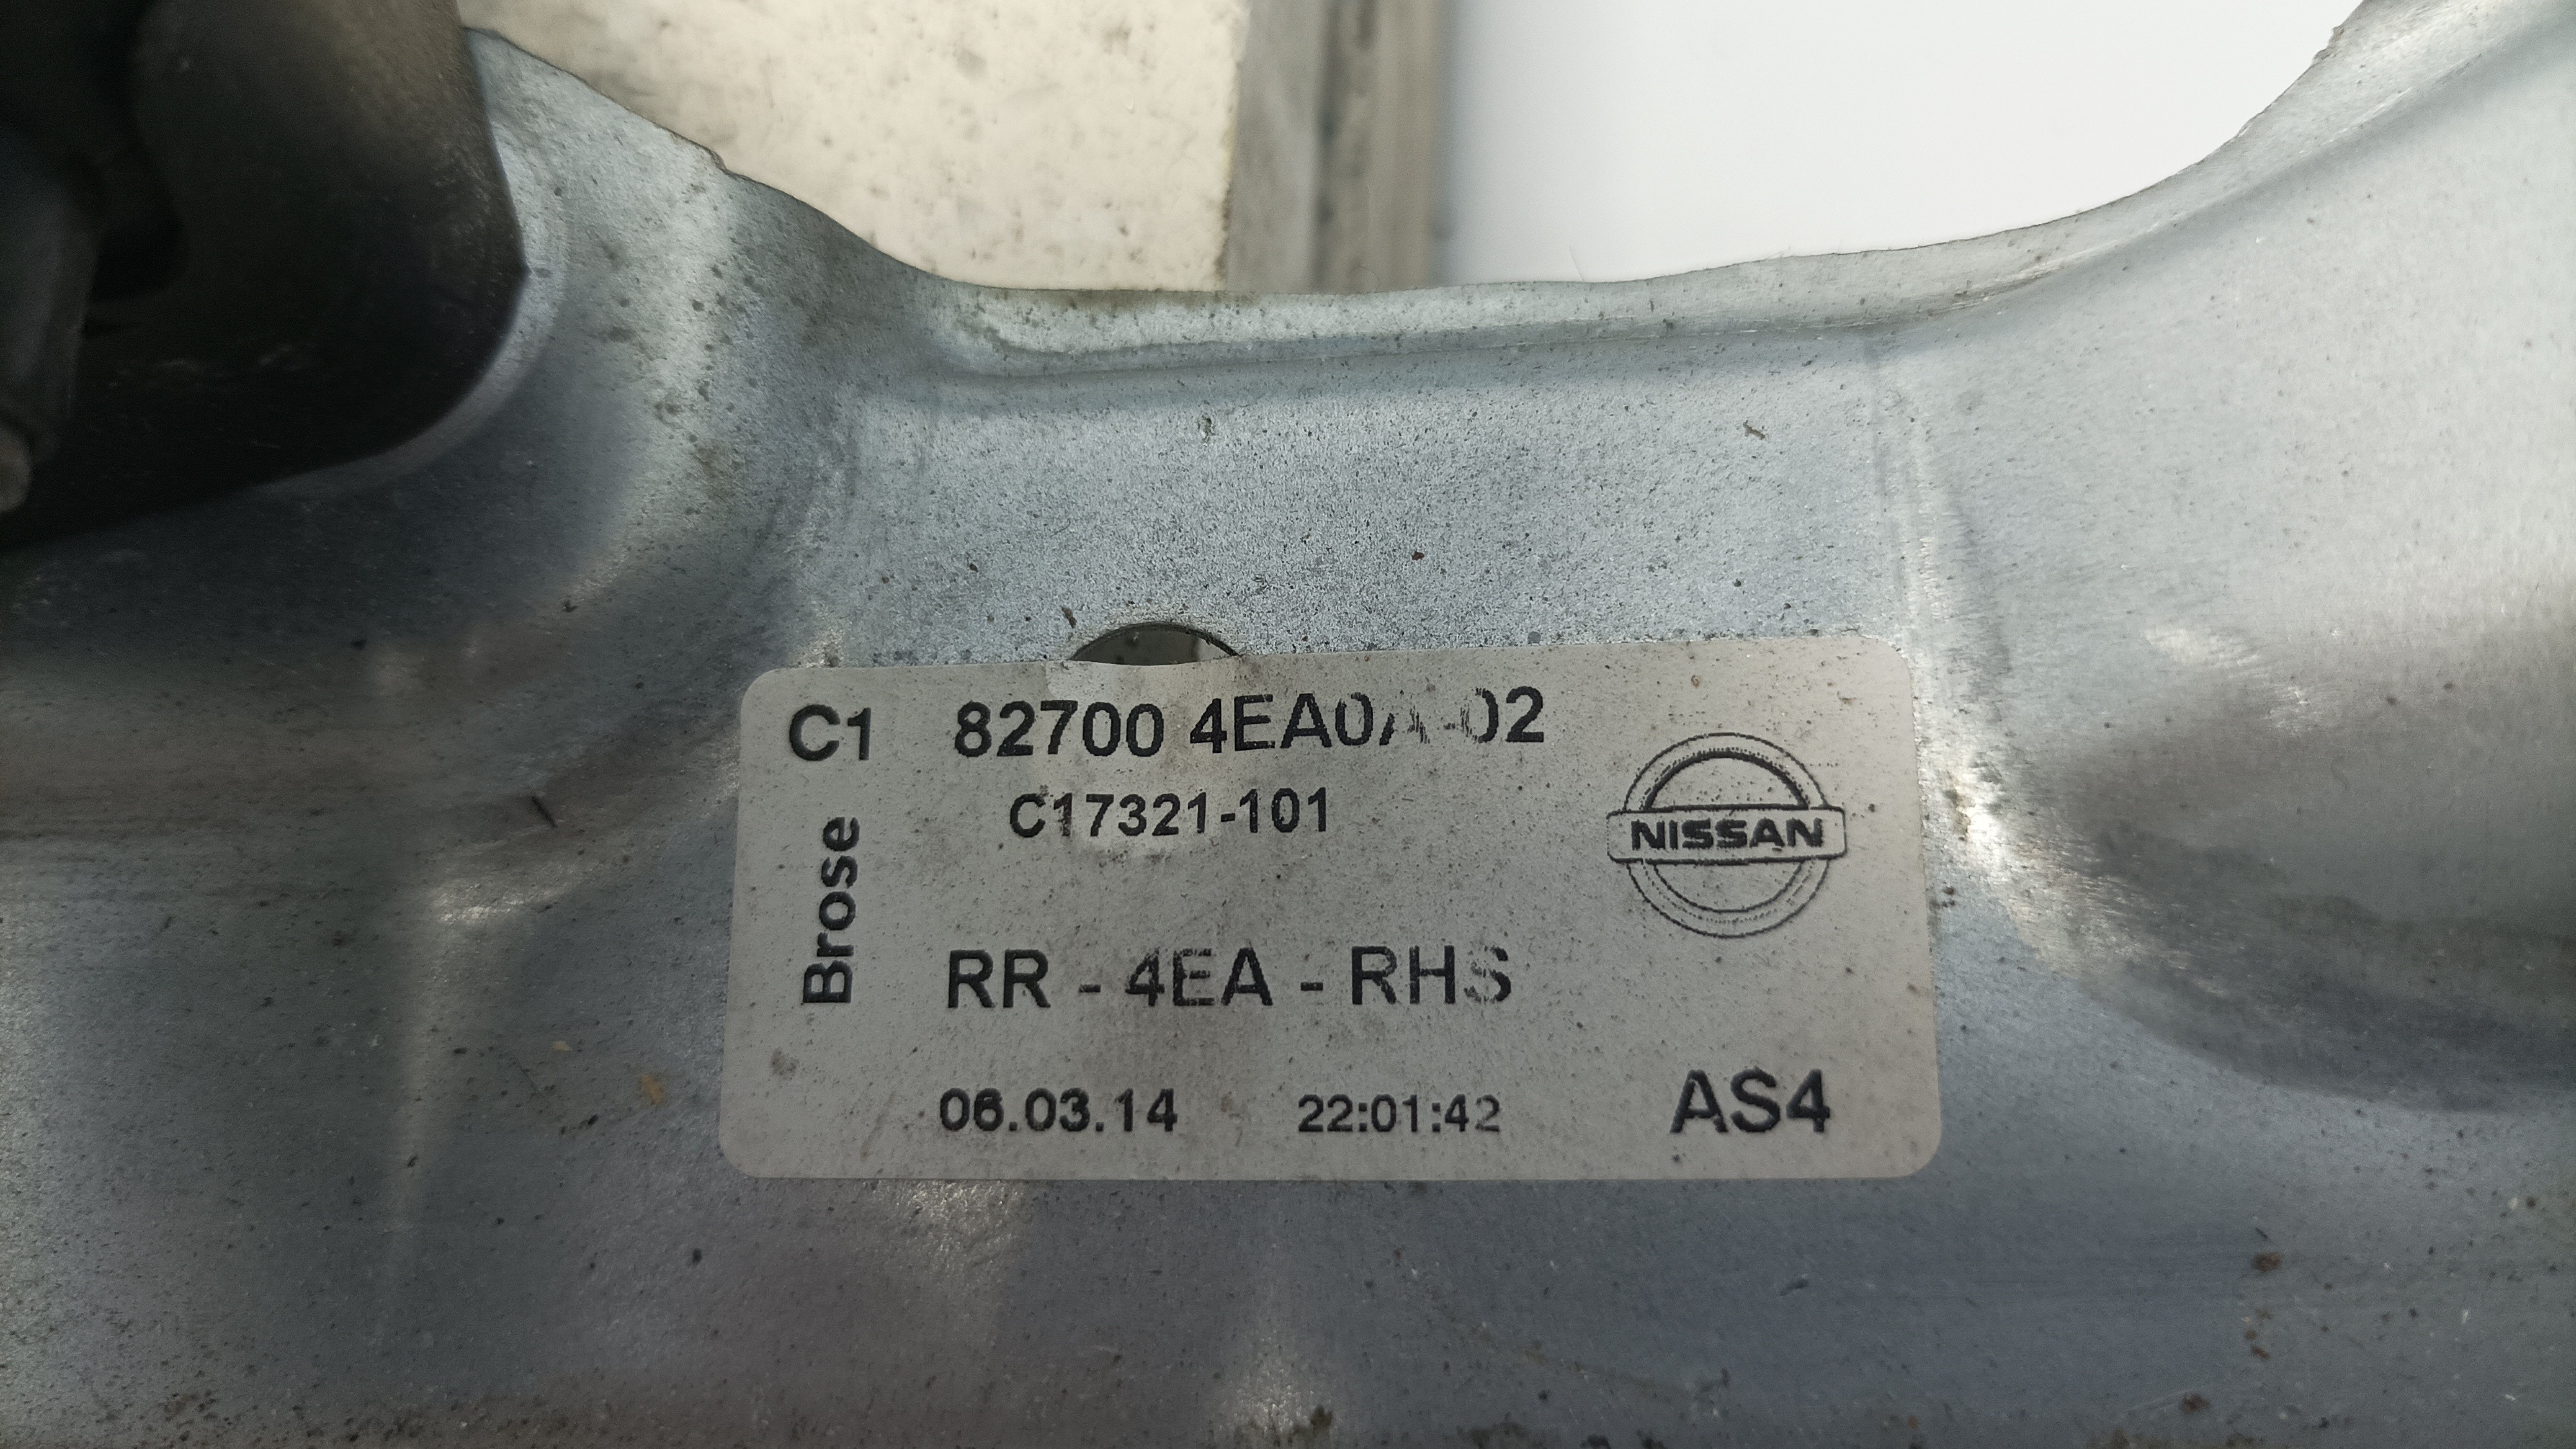 C1 82700 4EA0A-02
C17321-101
Brose
NISSAN
RR - 4EA - RHS
06.03.14 22:01:42 AS4